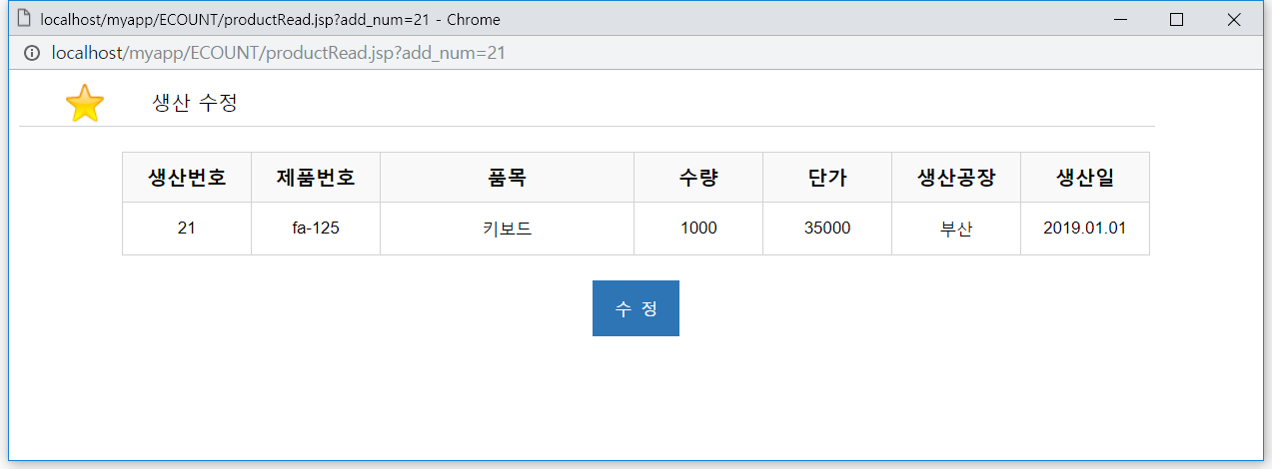 localhost/myapp/ECOUNT/productRead.jsp?add_num=21 - Chrome
localhost/myapp/ECOUNT/productRead.jsp?add_num=21
생산 수정
생산번호 제품번호 품목 수량 단가 생산공장 생산일
21 fa-125 키보드 1000 35000 부산 2019.01.01
수 정